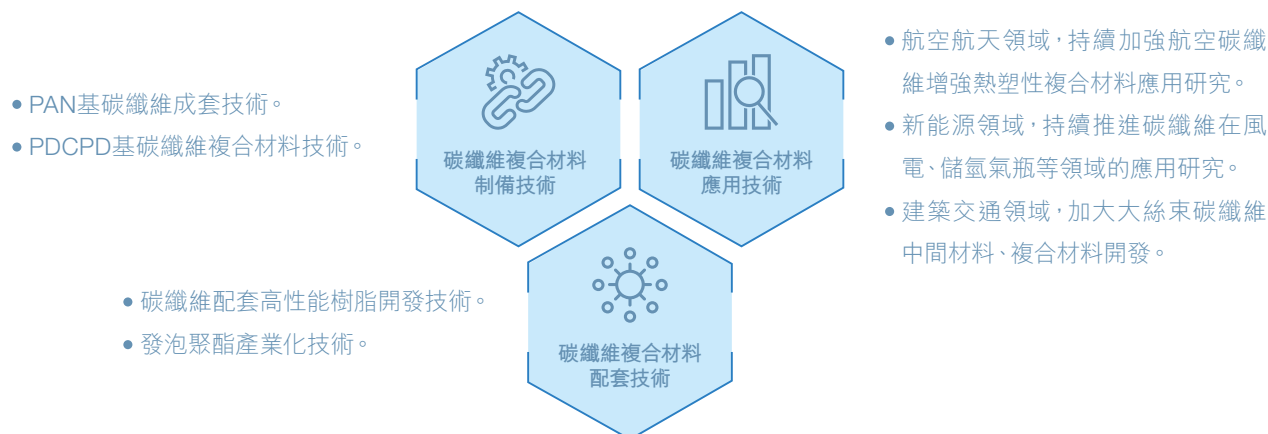 • PAN基碳纖維成套技術。
• PDCPD基碳纖維複合材料技術。
碳纖維複合材料
制備技術
碳纖維複合材料
應用技術
• 航空航天領域，持續加強航空碳纖
維增強熱塑性複合材料應用研究。
• 新能源領域，持續推進碳纖維在風
電、儲氫氣瓶等領域的應用研究。
• 建築交通領域，加大大絲束碳纖維
中間材料、複合材料開發。
• 碳纖維配套高性能樹脂開發技術。
• 發泡聚酯產業化技術。
碳纖維複合材料
配套技術